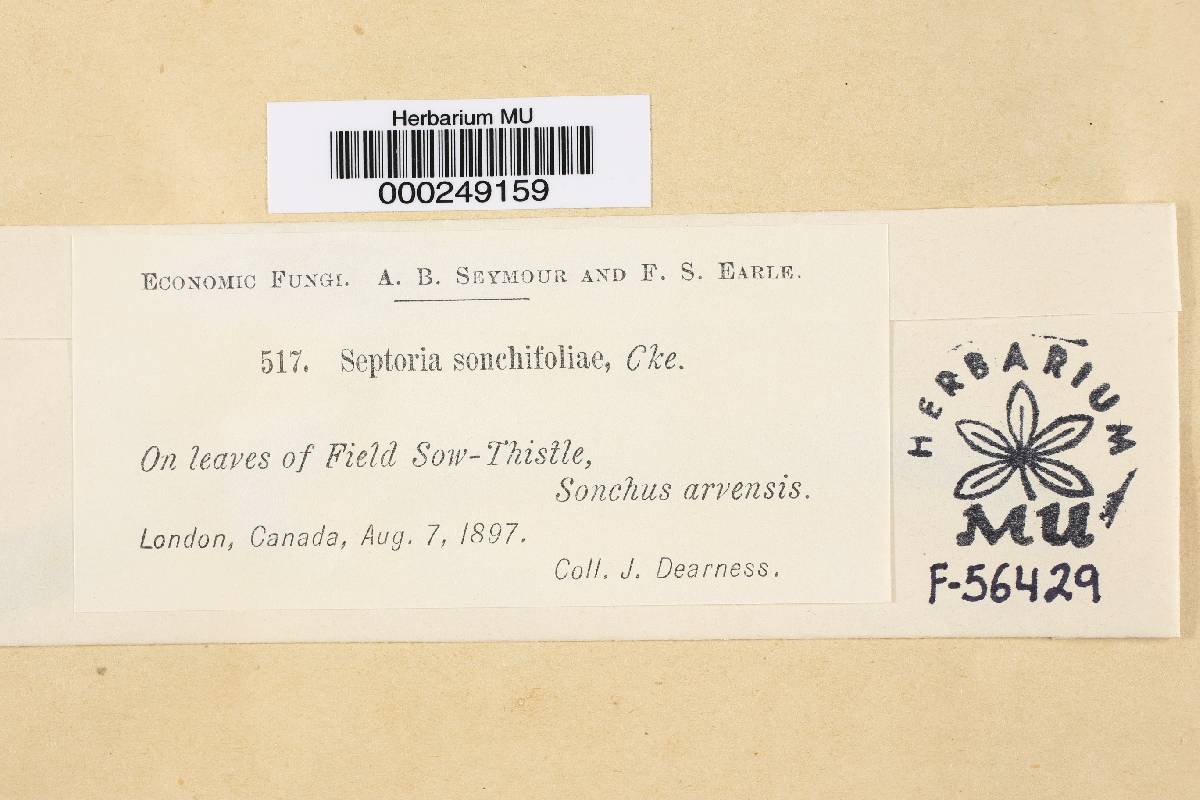 Herbarium MU
000249159
ECONOMIC FUNGI. A. B. SEYMOUR AND F. S. EARLE.
517. Septoria sonchifoliae, Cke.
On leaves of Field Sow-Thistle,
Sonchus arvensis.
London, Canada, Aug. 7, 1897.
Coll. J. Dearness.
HERBARIUM
MU
F-56429